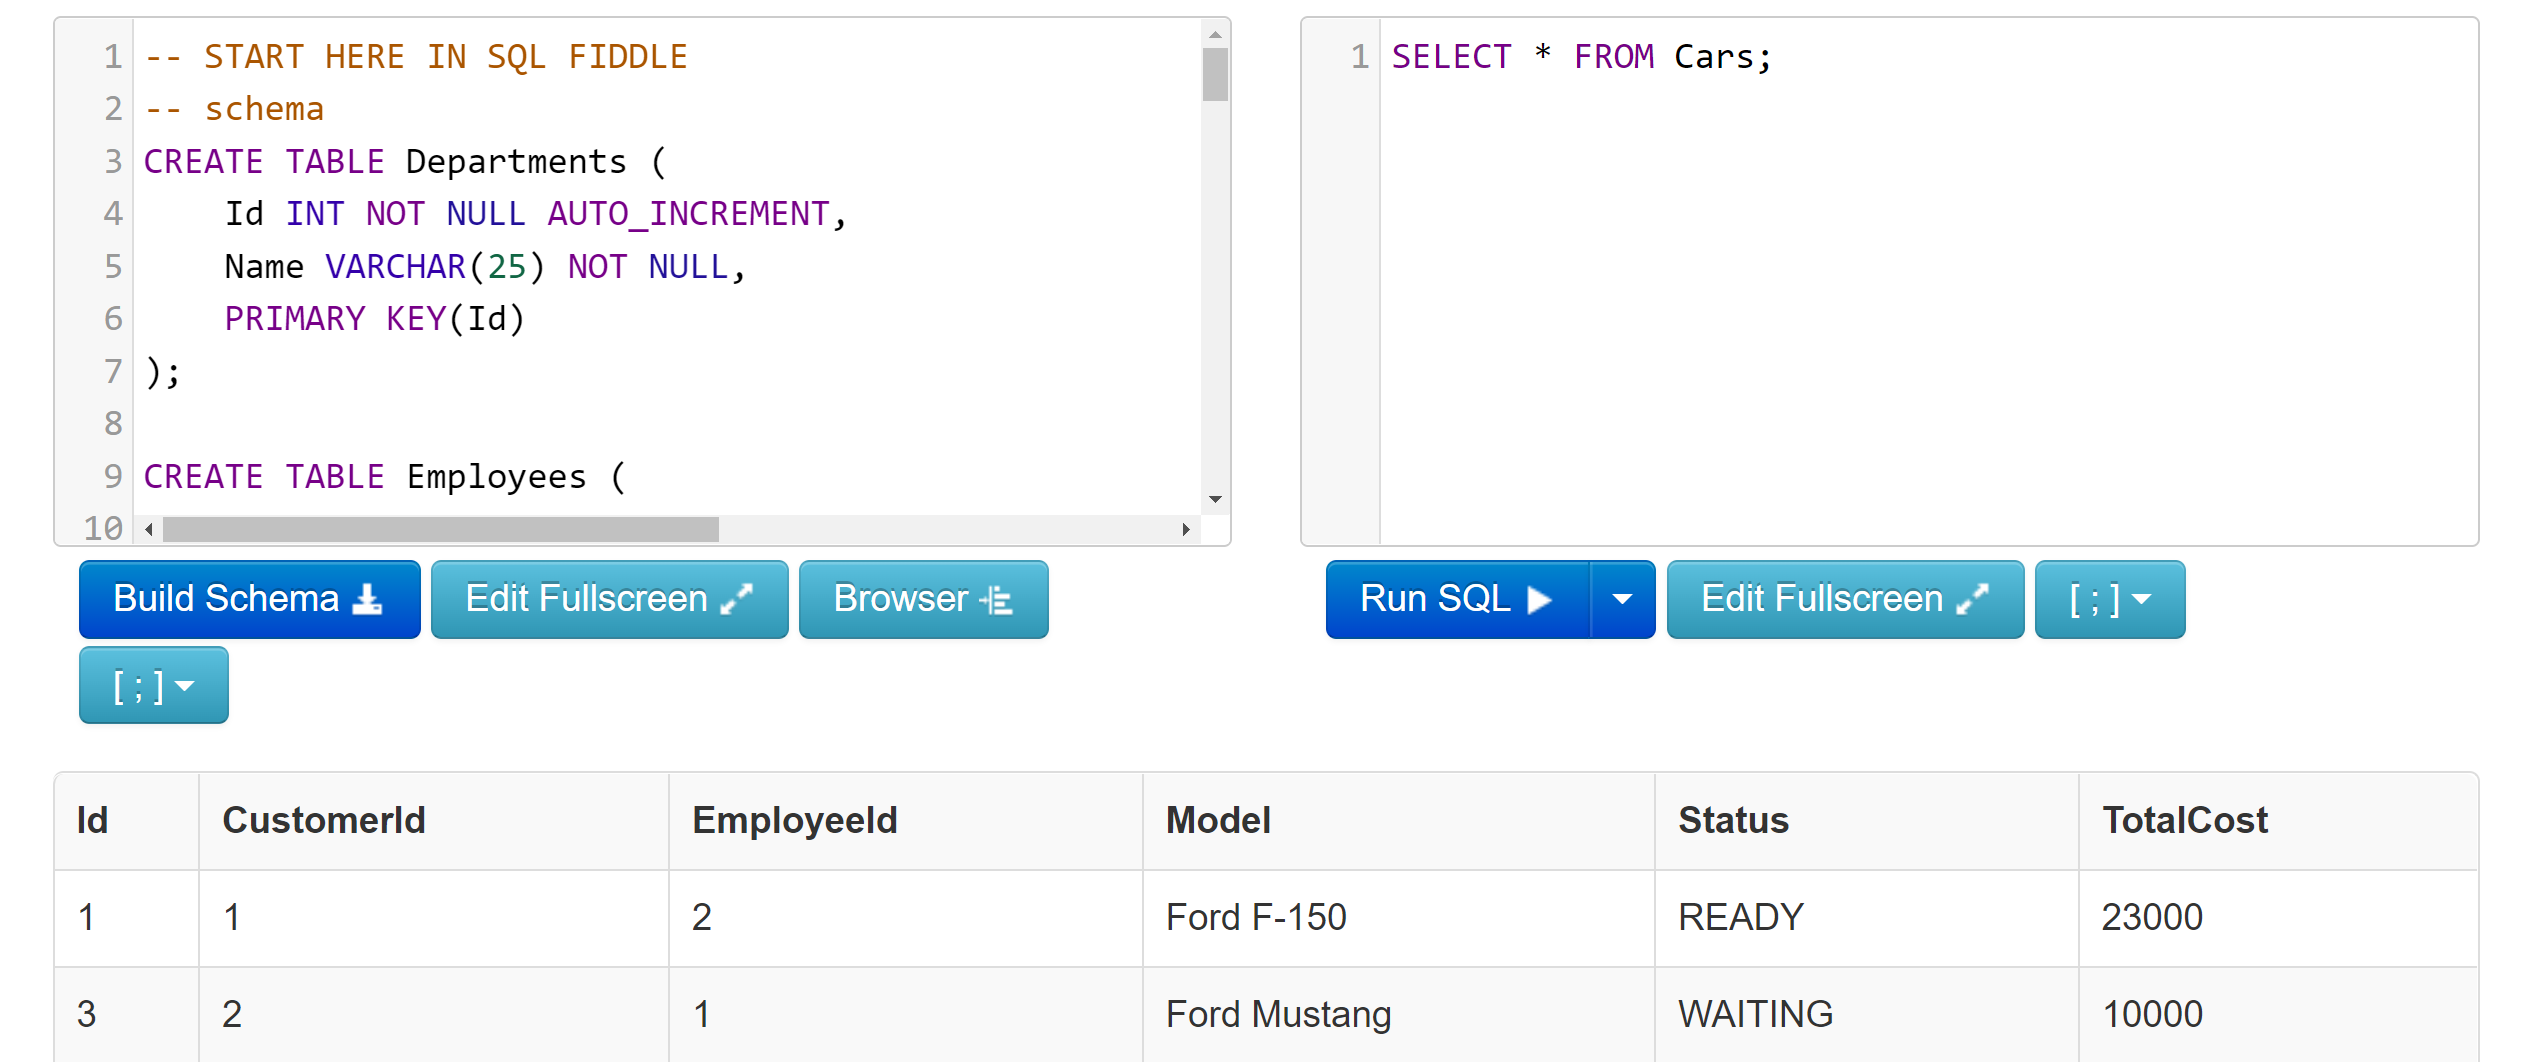 1 -- START HERE IN SQL FIDDLE
2 -- schema
3 CREATE TABLE Departments (
4 Id INT NOT NULL AUTO_INCREMENT,
5 Name VARCHAR(25) NOT NULL,
6 PRIMARY KEY(Id)
7 );
8
9 CREATE TABLE Employees (
10
Build Schema Edit Fullscreen Browser
[ ; ]
1 SELECT * FROM Cars;
Run SQL Edit Fullscreen [ ; ]
Id CustomerId EmployeeId Model Status TotalCost
1 1 2 Ford F-150 READY 23000
3 2 1 Ford Mustang WAITING 10000